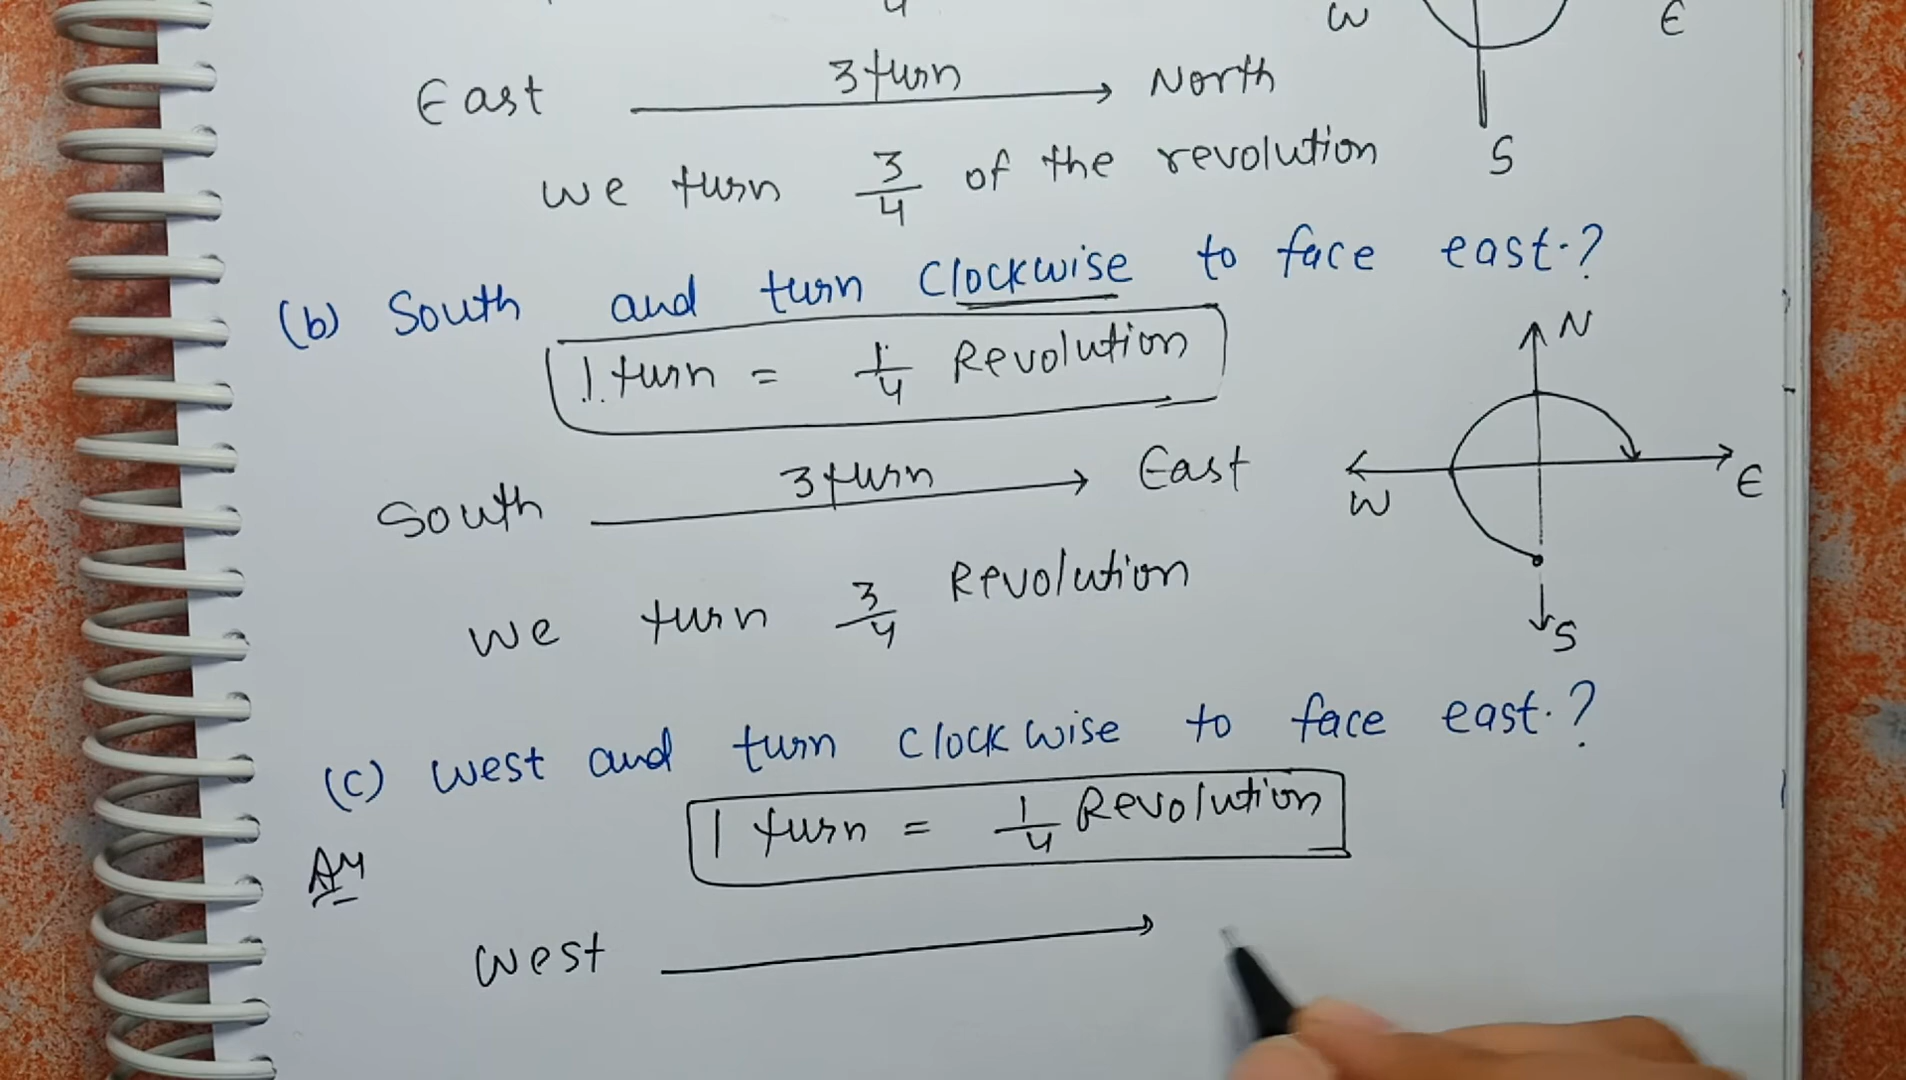 4
W E
East 3 turn North
S
we turn 3/4 of the revolution
(b) South and turn Clockwise to face east.?
1 turn = 1/4 Revolution
N
South 3 turn East
W E
we turn 3/4 Revolution
S
(c) west and turn Clockwise to face east.?
1 turn = 1/4 Revolution
west